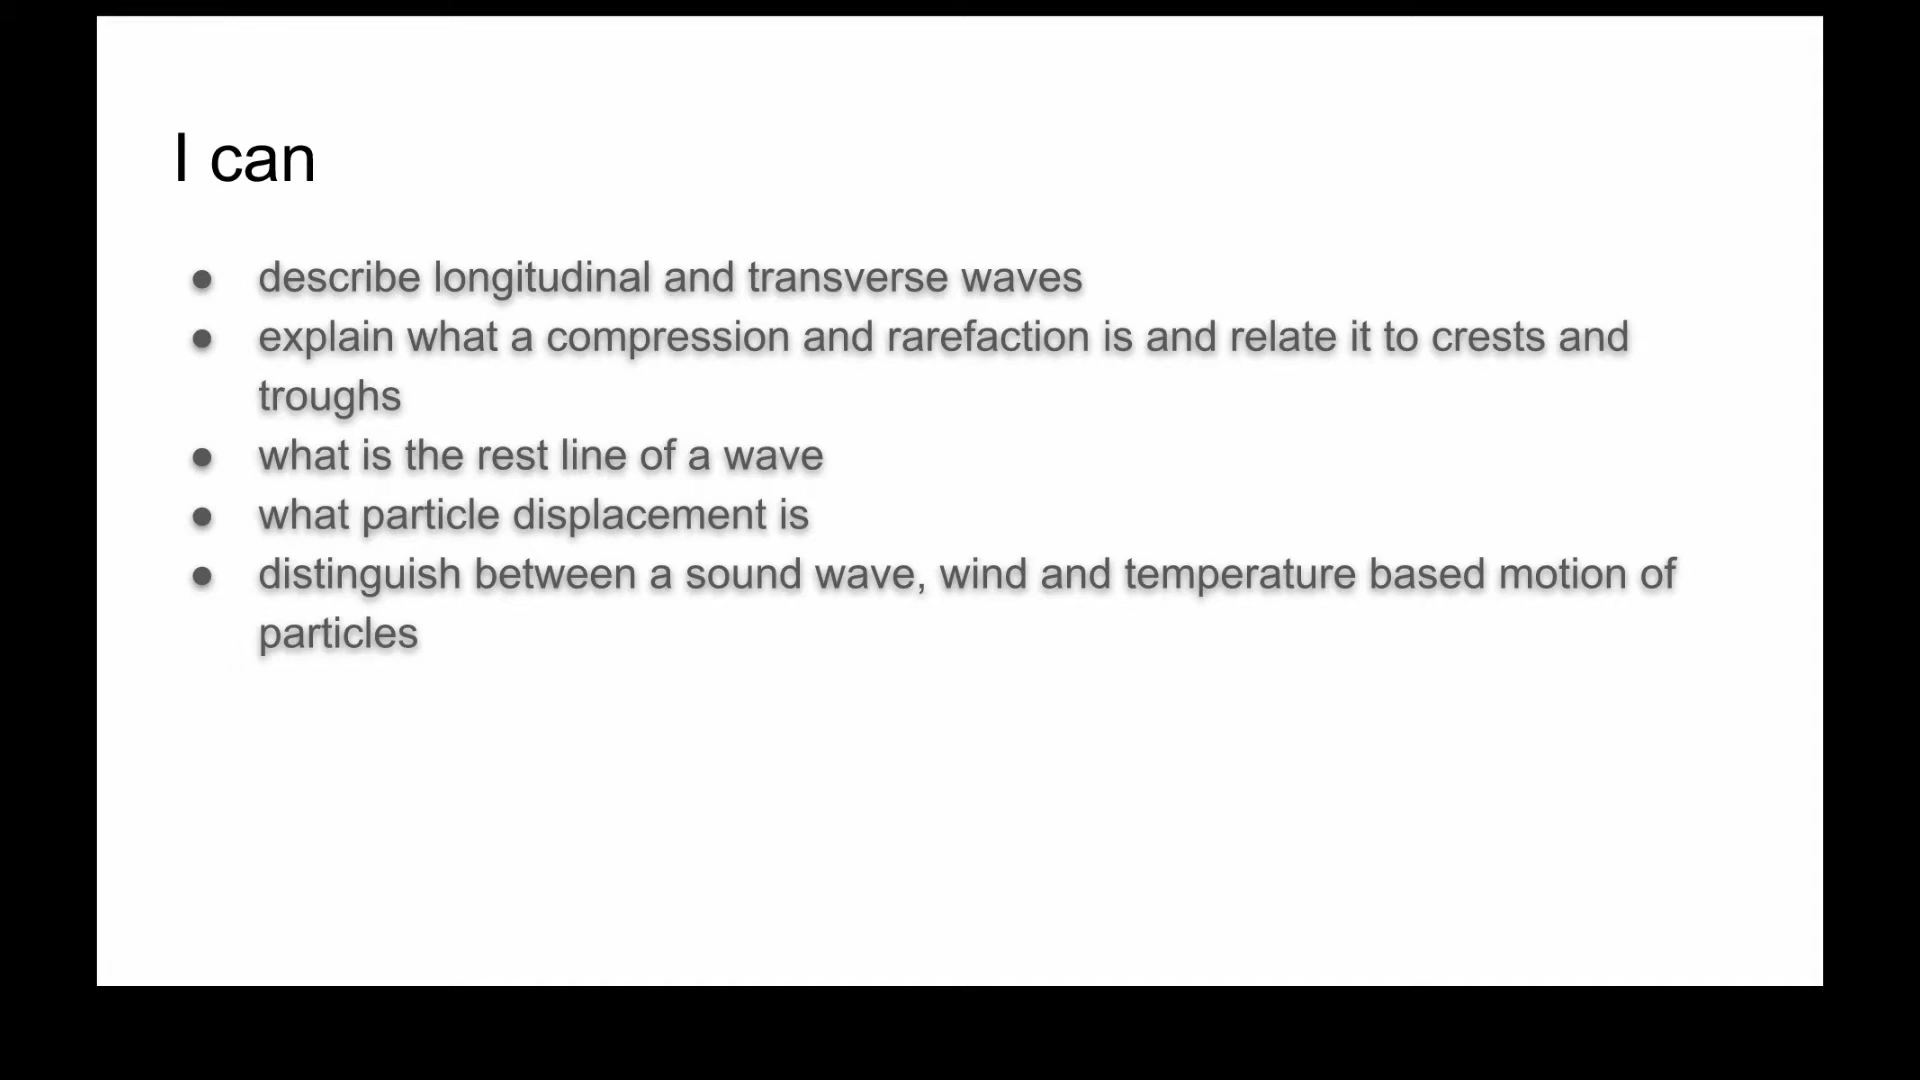 I can
● describe longitudinal and transverse waves
● explain what a compression and rarefaction is and relate it to crests and
troughs
● what is the rest line of a wave
● what particle displacement is
● distinguish between a sound wave, wind and temperature based motion of
particles